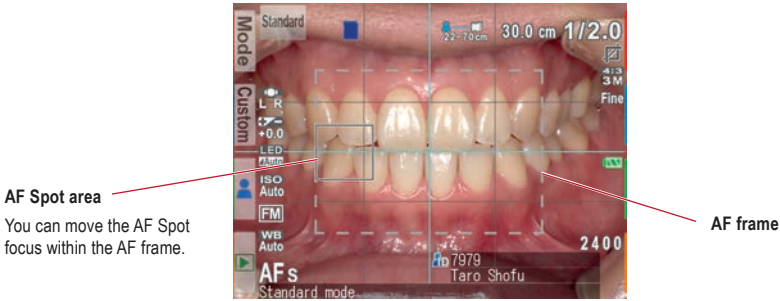 Mode
Standard
22-70cm
30.0 cm
1/2.0
4:3
3M
Fine
Custom
L R
+0.0
LED
Auto
ISO
Auto
FM
WB
Auto
AFs
Standard mode
ID 7979
Taro Shofu
2400
AF Spot area
You can move the AF Spot
focus within the AF frame.
AF frame